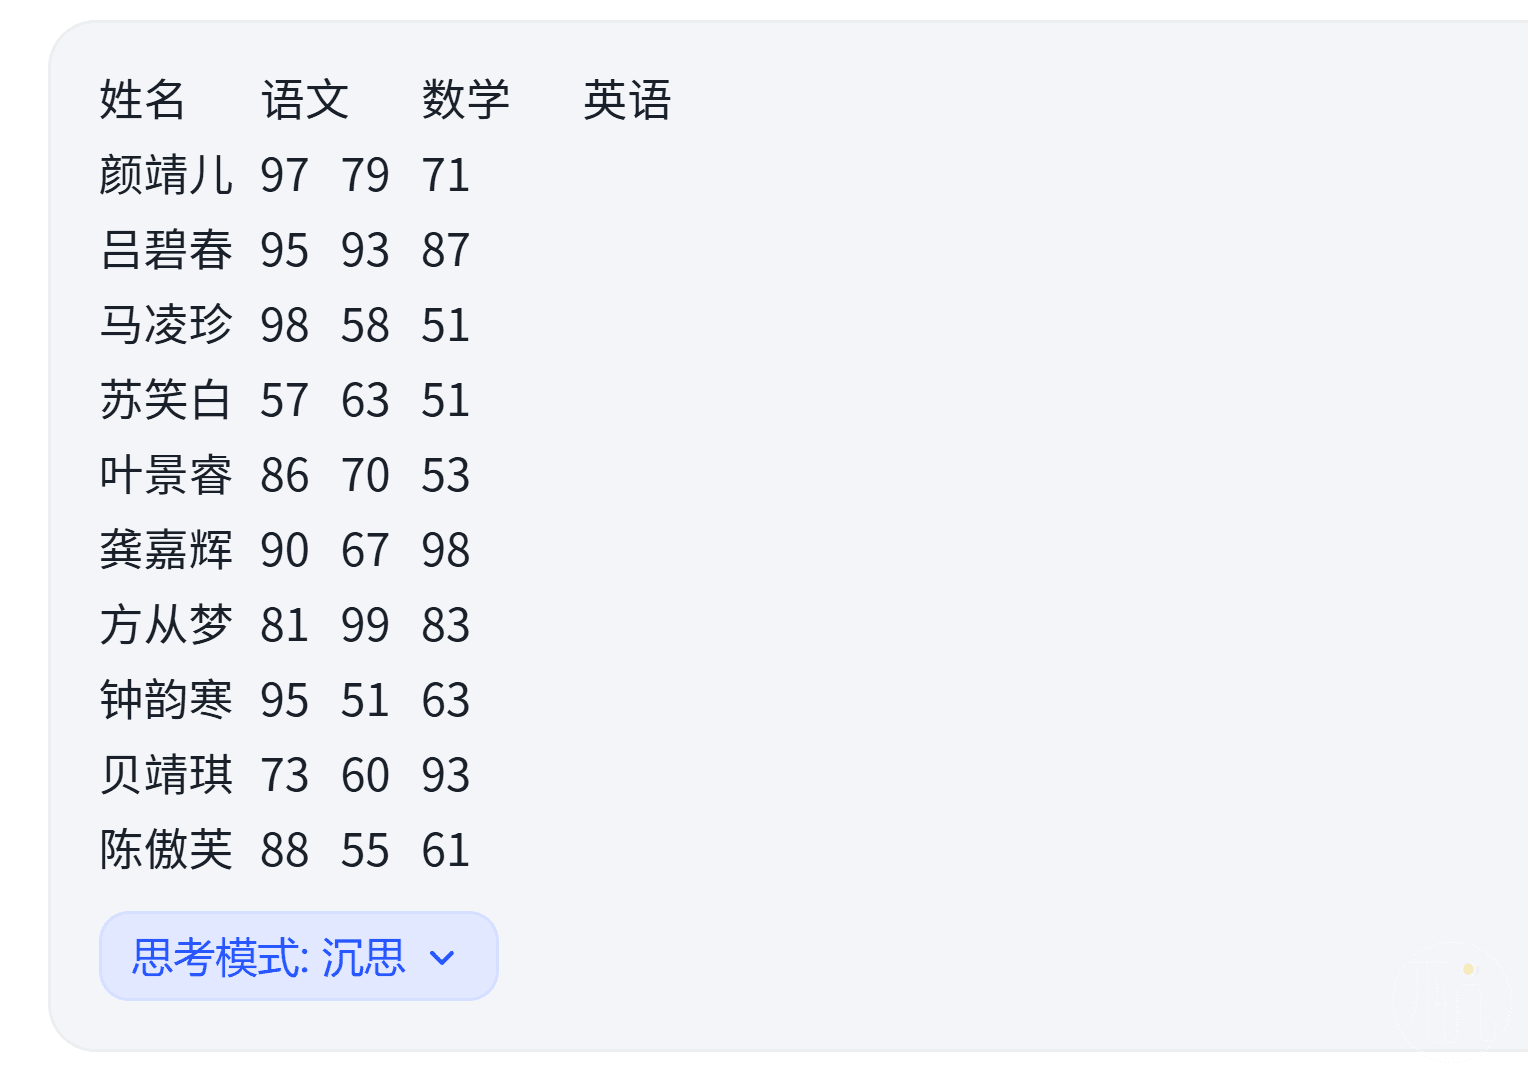 姓名 语文 数学 英语
颜靖儿 97 79 71
吕碧春 95 93 87
马凌珍 98 58 51
苏笑白 57 63 51
叶景睿 86 70 53
龚嘉辉 90 67 98
方从梦 81 99 83
钟韵寒 95 51 63
贝靖琪 73 60 93
陈傲芙 88 55 61
思考模式: 沉思